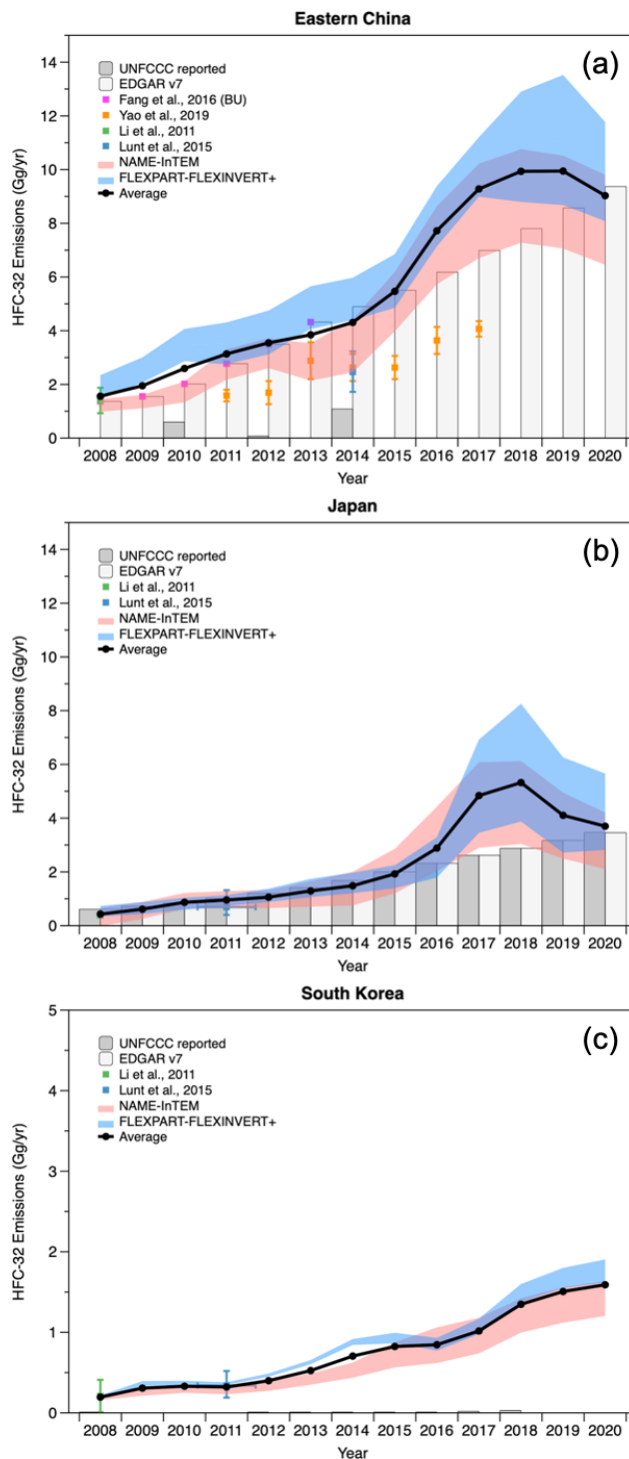 Eastern China
(a)
UNFCCC reported
EDGAR v7
Fang et al., 2016 (BU)
Yao et al., 2019
Li et al., 2011
Lunt et al., 2015
NAME-InTEM
FLEXPART-FLEXINVERT+
Average
HFC-32 Emissions (Gg/yr)
14
12
10
8
6
4
2
0
2008 2009 2010 2011 2012 2013 2014 2015 2016 2017 2018 2019 2020
Year
Japan
(b)
UNFCCC reported
EDGAR v7
Li et al., 2011
Lunt et al., 2015
NAME-InTEM
FLEXPART-FLEXINVERT+
Average
HFC-32 Emissions (Gg/yr)
14
12
10
8
6
4
2
0
2008 2009 2010 2011 2012 2013 2014 2015 2016 2017 2018 2019 2020
Year
South Korea
(c)
UNFCCC reported
EDGAR v7
Li et al., 2011
Lunt et al., 2015
NAME-InTEM
FLEXPART-FLEXINVERT+
Average
HFC-32 Emissions (Gg/yr)
5
4
3
2
1
0
2008 2009 2010 2011 2012 2013 2014 2015 2016 2017 2018 2019 2020
Year